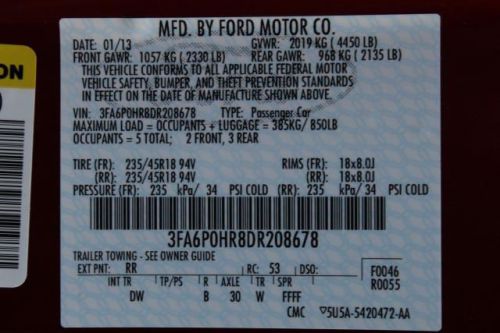 MFD. BY FORD MOTOR CO.
DATE: 01/13 GVWR: 2019 KG (4450 LB)
FRONT GAWR: 1057 KG (2330 LB) REAR GAWR: 968 KG (2135 LB)
THIS VEHICLE CONFORMS TO ALL APPLICABLE FEDERAL MOTOR
VEHICLE SAFETY, BUMPER, AND THEFT PREVENTION STANDARDS
IN EFFECT ON THE DATE OF MANUFACTURE SHOWN ABOVE.
VIN: 3FA6P0HR8DR208678 TYPE: Passenger Car
MAXIMUM LOAD = OCCUPANTS + LUGGAGE = 385KG/850LB
OCCUPANTS = 5 TOTAL; 2 FRONT, 3 REAR
TIRE (FR): 235/45R18 94V RIMS (FR): 18x8.0J
(RR): 235/45R18 94V (RR): 18x8.0J
PRESSURE (FR): 235 kPa/ 34 PSI COLD (RR): 235 kPa/ 34 PSI COLD
3FA6P0HR8DR208678
TRAILER TOWING - SEE OWNER GUIDE
EXT PNT: RR RC: 53 DSO: F0046
INT TR TP/PS R AXLE TR SPR R0055
DW B 30 W FFFF
CMC 5U5A-5420472-AA
ON